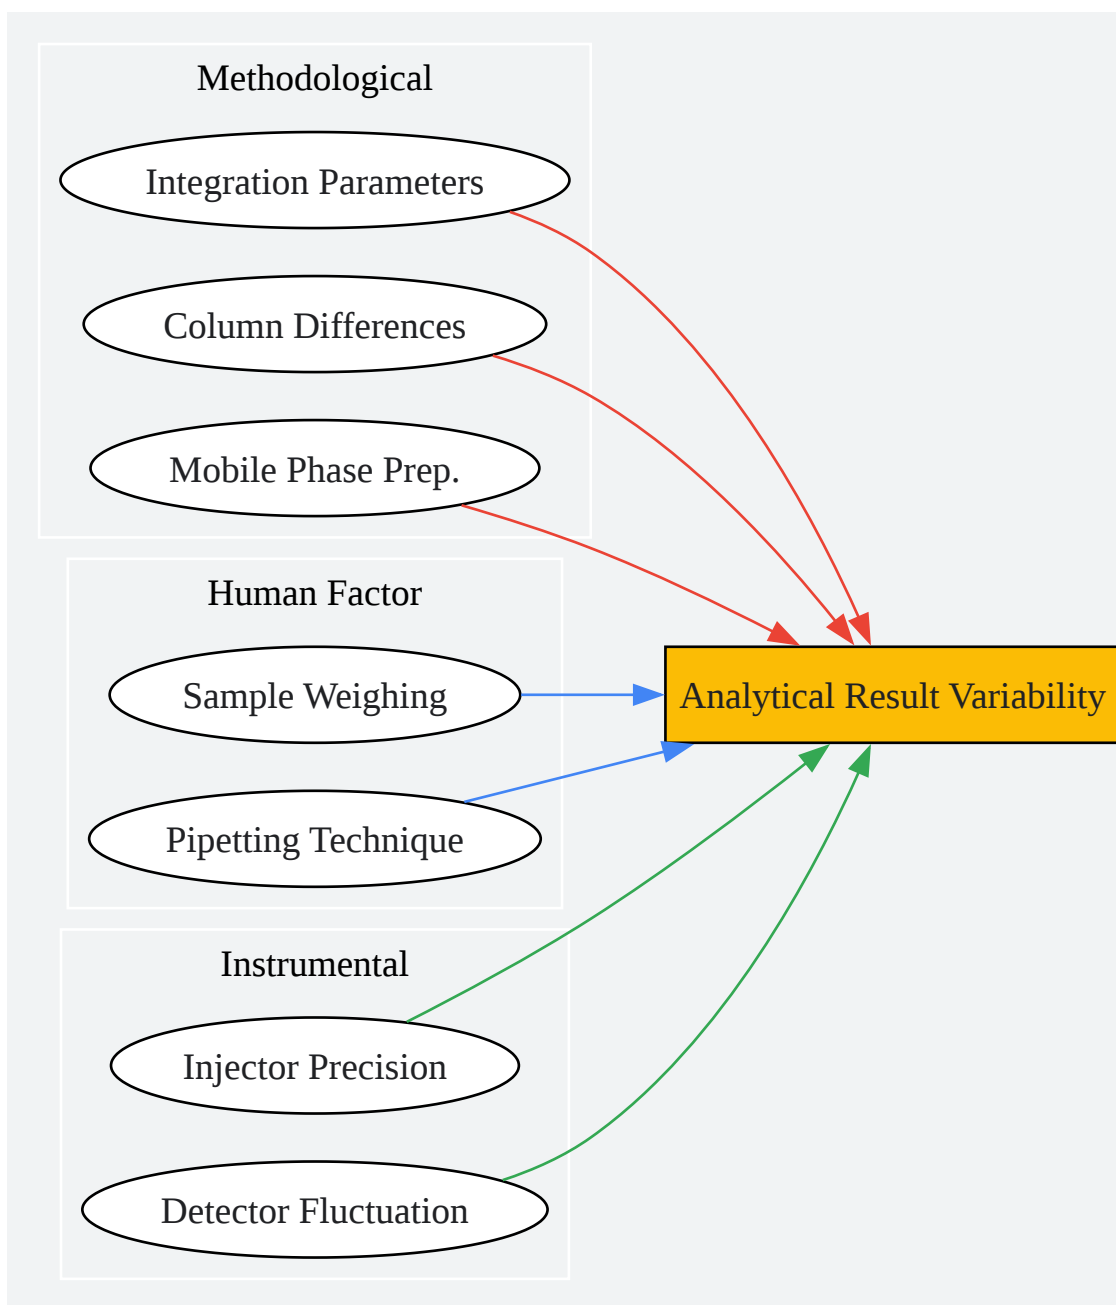 Methodological
Integration Parameters
Column Differences
Mobile Phase Prep.
Human Factor
Sample Weighing
Analytical Result Variability
Pipetting Technique
Instrumental
Injector Precision
Detector Fluctuation